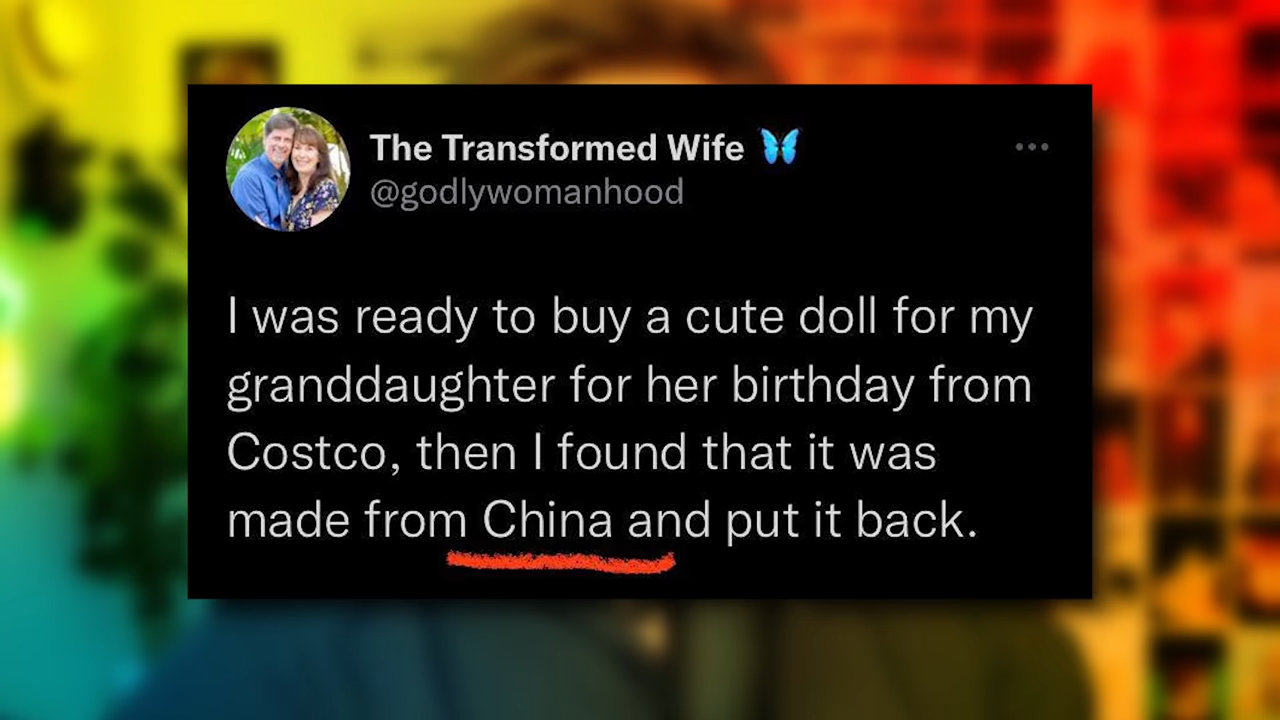 The Transformed Wife 🦋
@godlywomanhood
I was ready to buy a cute doll for my
granddaughter for her birthday from
Costco, then I found that it was
made from China and put it back.